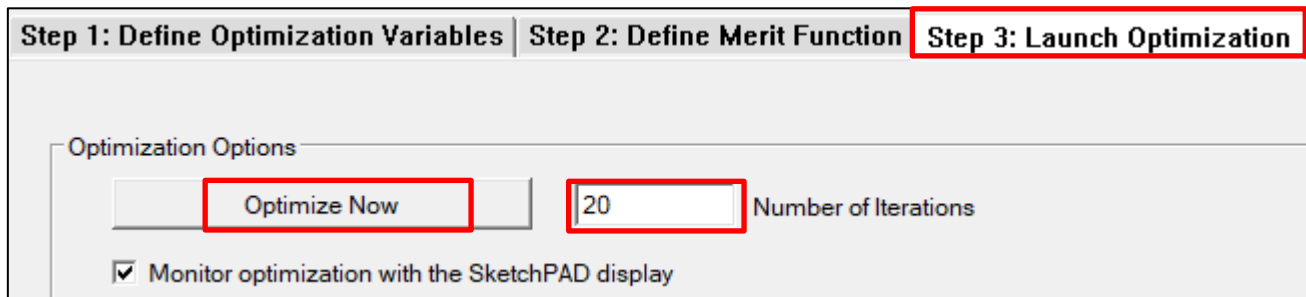 Step 1: Define Optimization Variables Step 2: Define Merit Function Step 3: Launch Optimization
Optimization Options
Optimize Now 20 Number of Iterations
Monitor optimization with the SketchPAD display